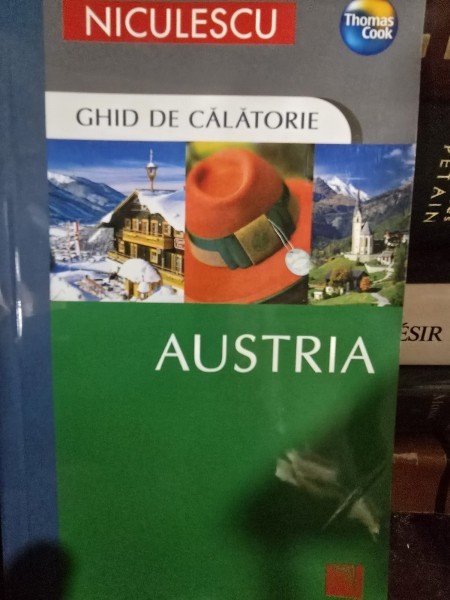 NICULESCU
Thomas
Cook
GHID DE CĂLĂTORIE
AUSTRIA
PETAIN
ÉSIR